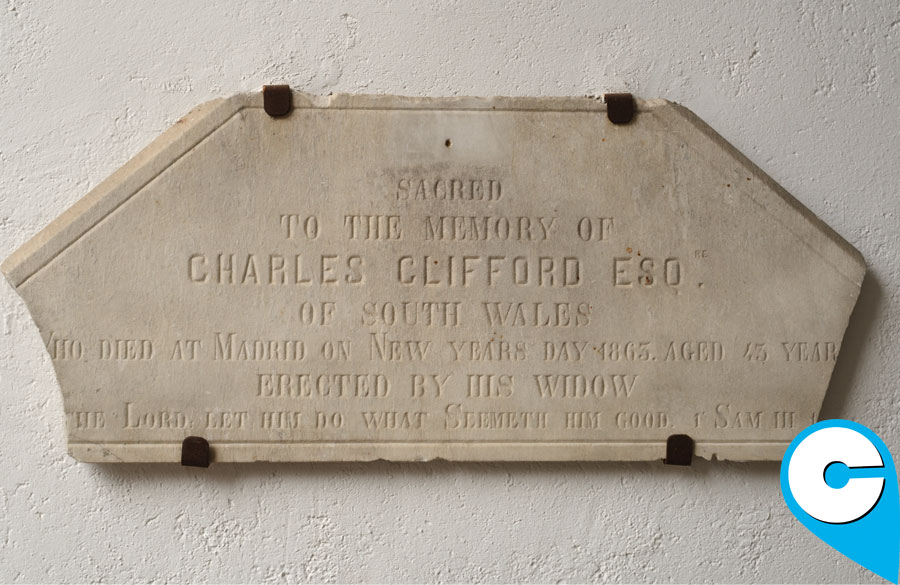 SACRED
TO THE MEMORY OF
CHARLES CLIFFORD ESQ^RE.
OF SOUTH WALES
WHO DIED AT MADRID ON NEW YEARS DAY 1863. AGED 43 YEAR
ERECTED BY HIS WIDOW
THE LORD, LET HIM DO WHAT SEEMETH HIM GOOD. 1 SAM III